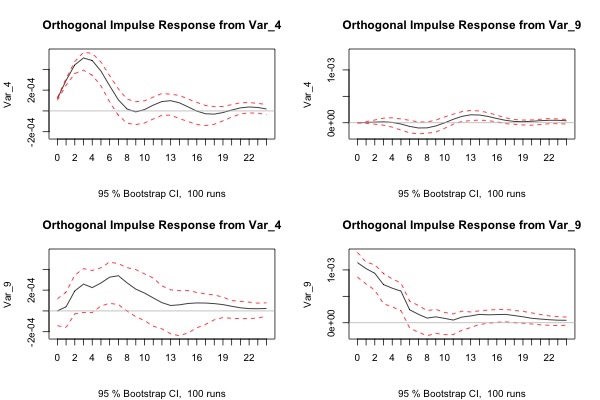 Orthogonal Impulse Response from Var_4
Var_4
-2e-04 2e-04
0 2 4 6 8 10 13 16 19 22
95 % Bootstrap CI, 100 runs
Orthogonal Impulse Response from Var_9
Var_4
0e+00 1e-03
0 2 4 6 8 10 13 16 19 22
95 % Bootstrap CI, 100 runs
Orthogonal Impulse Response from Var_4
Var_9
-2e-04 2e-04
0 2 4 6 8 10 13 16 19 22
95 % Bootstrap CI, 100 runs
Orthogonal Impulse Response from Var_9
Var_9
0e+00 1e-03
0 2 4 6 8 10 13 16 19 22
95 % Bootstrap CI, 100 runs